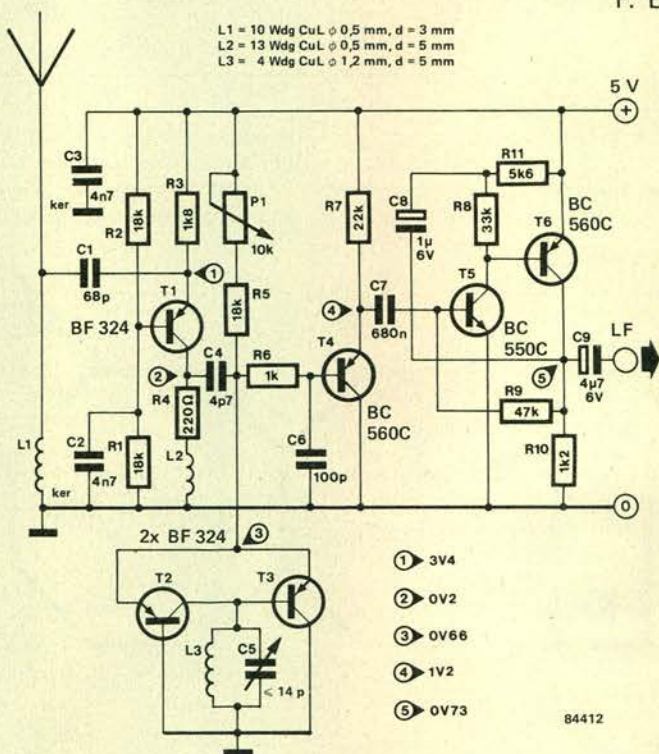 1. E
L1 = 10 Wdg CuL ϕ 0,5 mm, d = 3 mm
L2 = 13 Wdg CuL ϕ 0,5 mm, d = 5 mm
L3 = 4 Wdg CuL ϕ 1,2 mm, d = 5 mm
5 V
+
C3
4n7
ker
R2
18k
R3
1k8
P1
10k
R7
22k
C8
1µ
6V
R8
33k
R11
5k6
T6
BC
560C
C1
68p
1
T1
BF 324
R5
18k
4
C7
680n
T5
BC
550C
LF
2
C4
4p7
R6
1k
T4
BC
560C
5
C9
4µ7
6V
R4
220Ω
R9
47k
L1
C2
4n7
ker
R1
18k
L2
C6
100p
R10
1k2
0
2x BF 324
3
T2
T3
L3
C5
≤ 14 p
1 3V4
2 0V2
3 0V66
4 1V2
5 0V73
84412